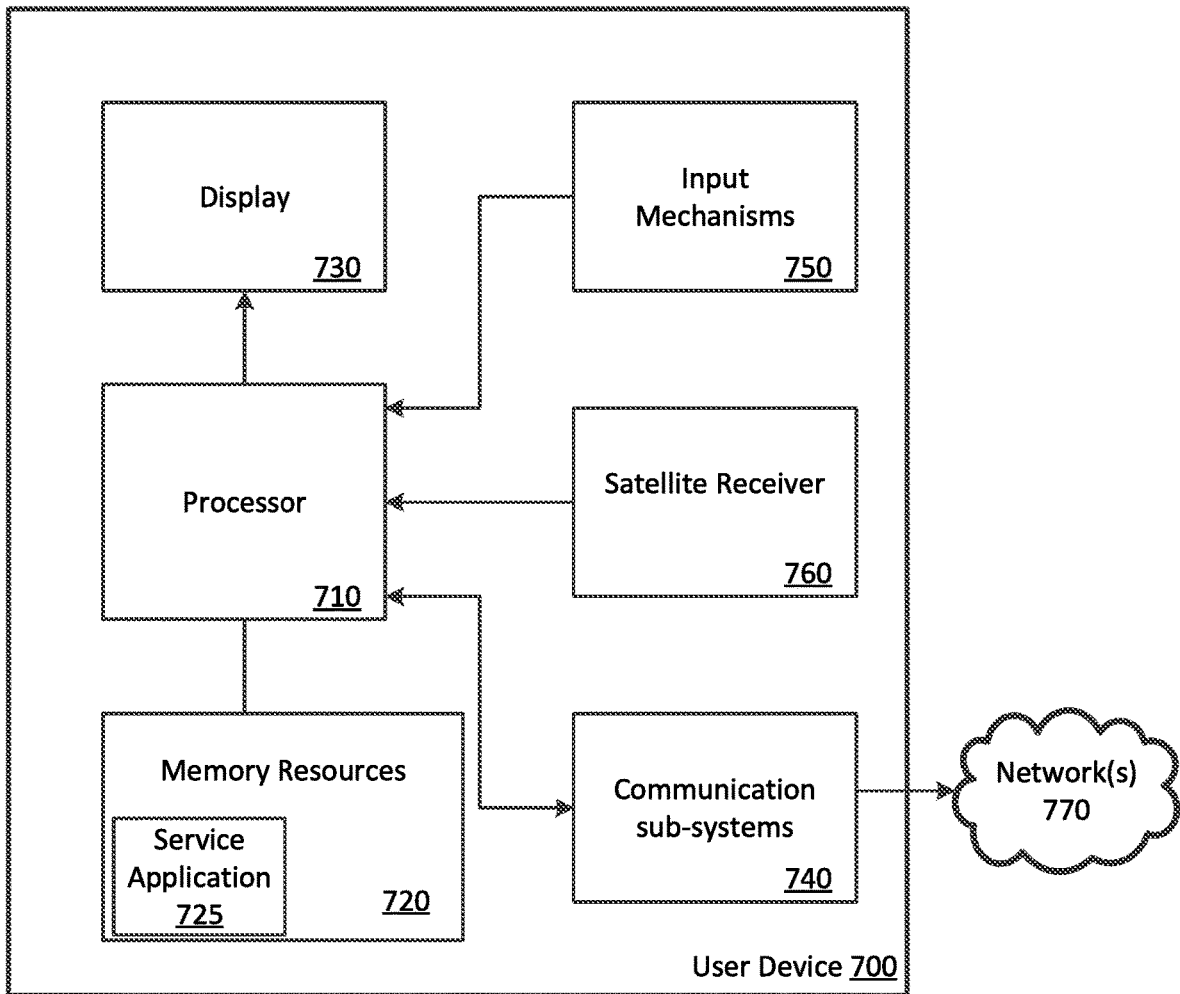 Display
730
Input
Mechanisms
750
Processor
710
Satellite Receiver
760
Memory Resources
Service
Application
725
720
Communication
sub-systems
740
Network(s)
770
User Device 700